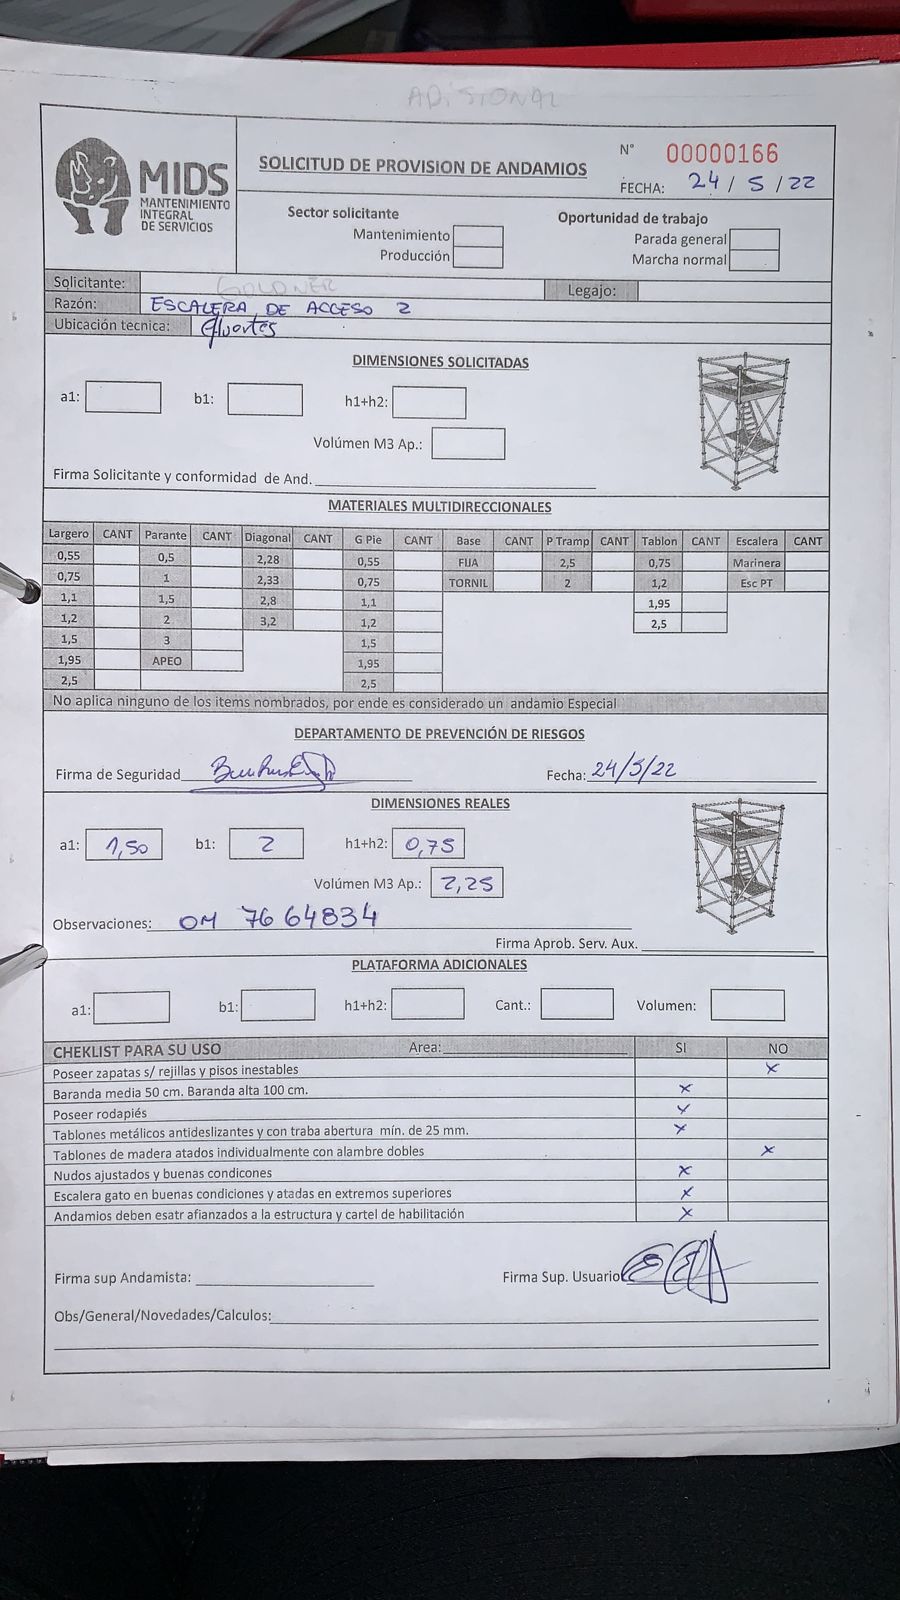 ADISIONAL
MIDS
MANTENIMIENTO
INTEGRAL
DE SERVICIOS
SOLICITUD DE PROVISION DE ANDAMIOS
N° 00000166
FECHA: 24/5/22
Sector solicitante
Mantenimiento
Producción
Oportunidad de trabajo
Parada general
Marcha normal
Solicitante: GOLDNER Legajo:
Razón: ESCALERA DE ACCESO 2
Ubicación tecnica:
DIMENSIONES SOLICITADAS
a1: b1: h1+h2:
Volúmen M3 Ap.:
Firma Solicitante y conformidad de And.
MATERIALES MULTIDIRECCIONALES
Largero CANT Parante CANT Diagonal CANT G Pie CANT Base CANT P Tramp CANT Tablon CANT Escalera CANT
0,55 0,5 2,28 0,55 FIJA 2,5 0,75 Marinera
0,75 1 2,33 0,75 TORNIL 2 1,2 Esc PT
1,1 1,5 2,8 1,1 1,95
1,2 2 3,2 1,2 2,5
1,5 3 1,5
1,95 APEO 1,95
2,5 2,5
No aplica ninguno de los items nombrados, por ende es considerado un andamio Especial
DEPARTAMENTO DE PREVENCIÓN DE RIESGOS
Firma de Seguridad Fecha: 24/5/22
DIMENSIONES REALES
a1: 1,50 b1: 2 h1+h2: 0,75
Volúmen M3 Ap.: 2,25
Observaciones: OM 7664834
Firma Aprob. Serv. Aux.
PLATAFORMA ADICIONALES
a1: b1: h1+h2: Cant.: Volumen:
CHEKLIST PARA SU USO Area: SI NO
Poseer zapatas s/ rejillas y pisos inestables x
Baranda media 50 cm. Baranda alta 100 cm. x
Poseer rodapiés x
Tablones metálicos antideslizantes y con traba abertura mín. de 25 mm. x
Tablones de madera atados individualmente con alambre dobles x
Nudos ajustados y buenas condicones x
Escalera gato en buenas condiciones y atadas en extremos superiores x
Andamios deben esatr afianzados a la estructura y cartel de habilitación x
Firma sup Andamista: Firma Sup. Usuario
Obs/General/Novedades/Calculos: